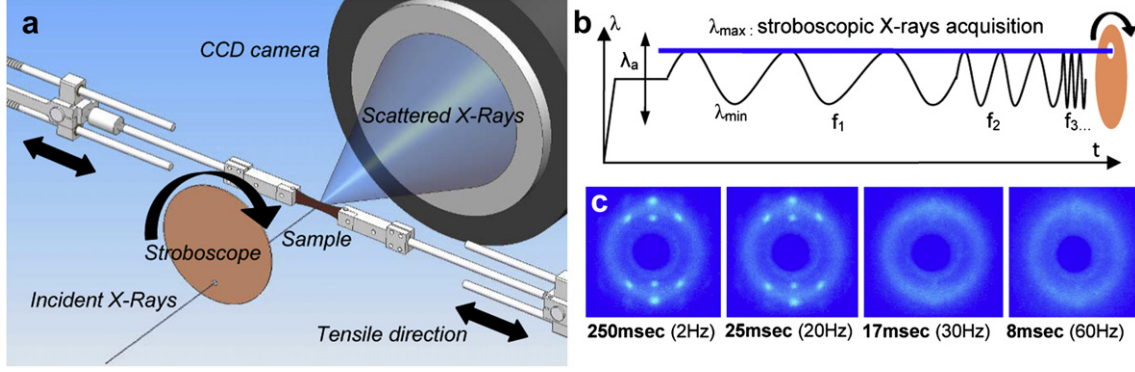 a
CCD camera
Scattered X-Rays
Stroboscope
Sample
Incident X-Rays
Tensile direction
b
λ
λmax : stroboscopic X-rays acquisition
λa
λmin
f1
f2
f3...
t
c
250msec (2Hz) 25msec (20Hz) 17msec (30Hz) 8msec (60Hz)